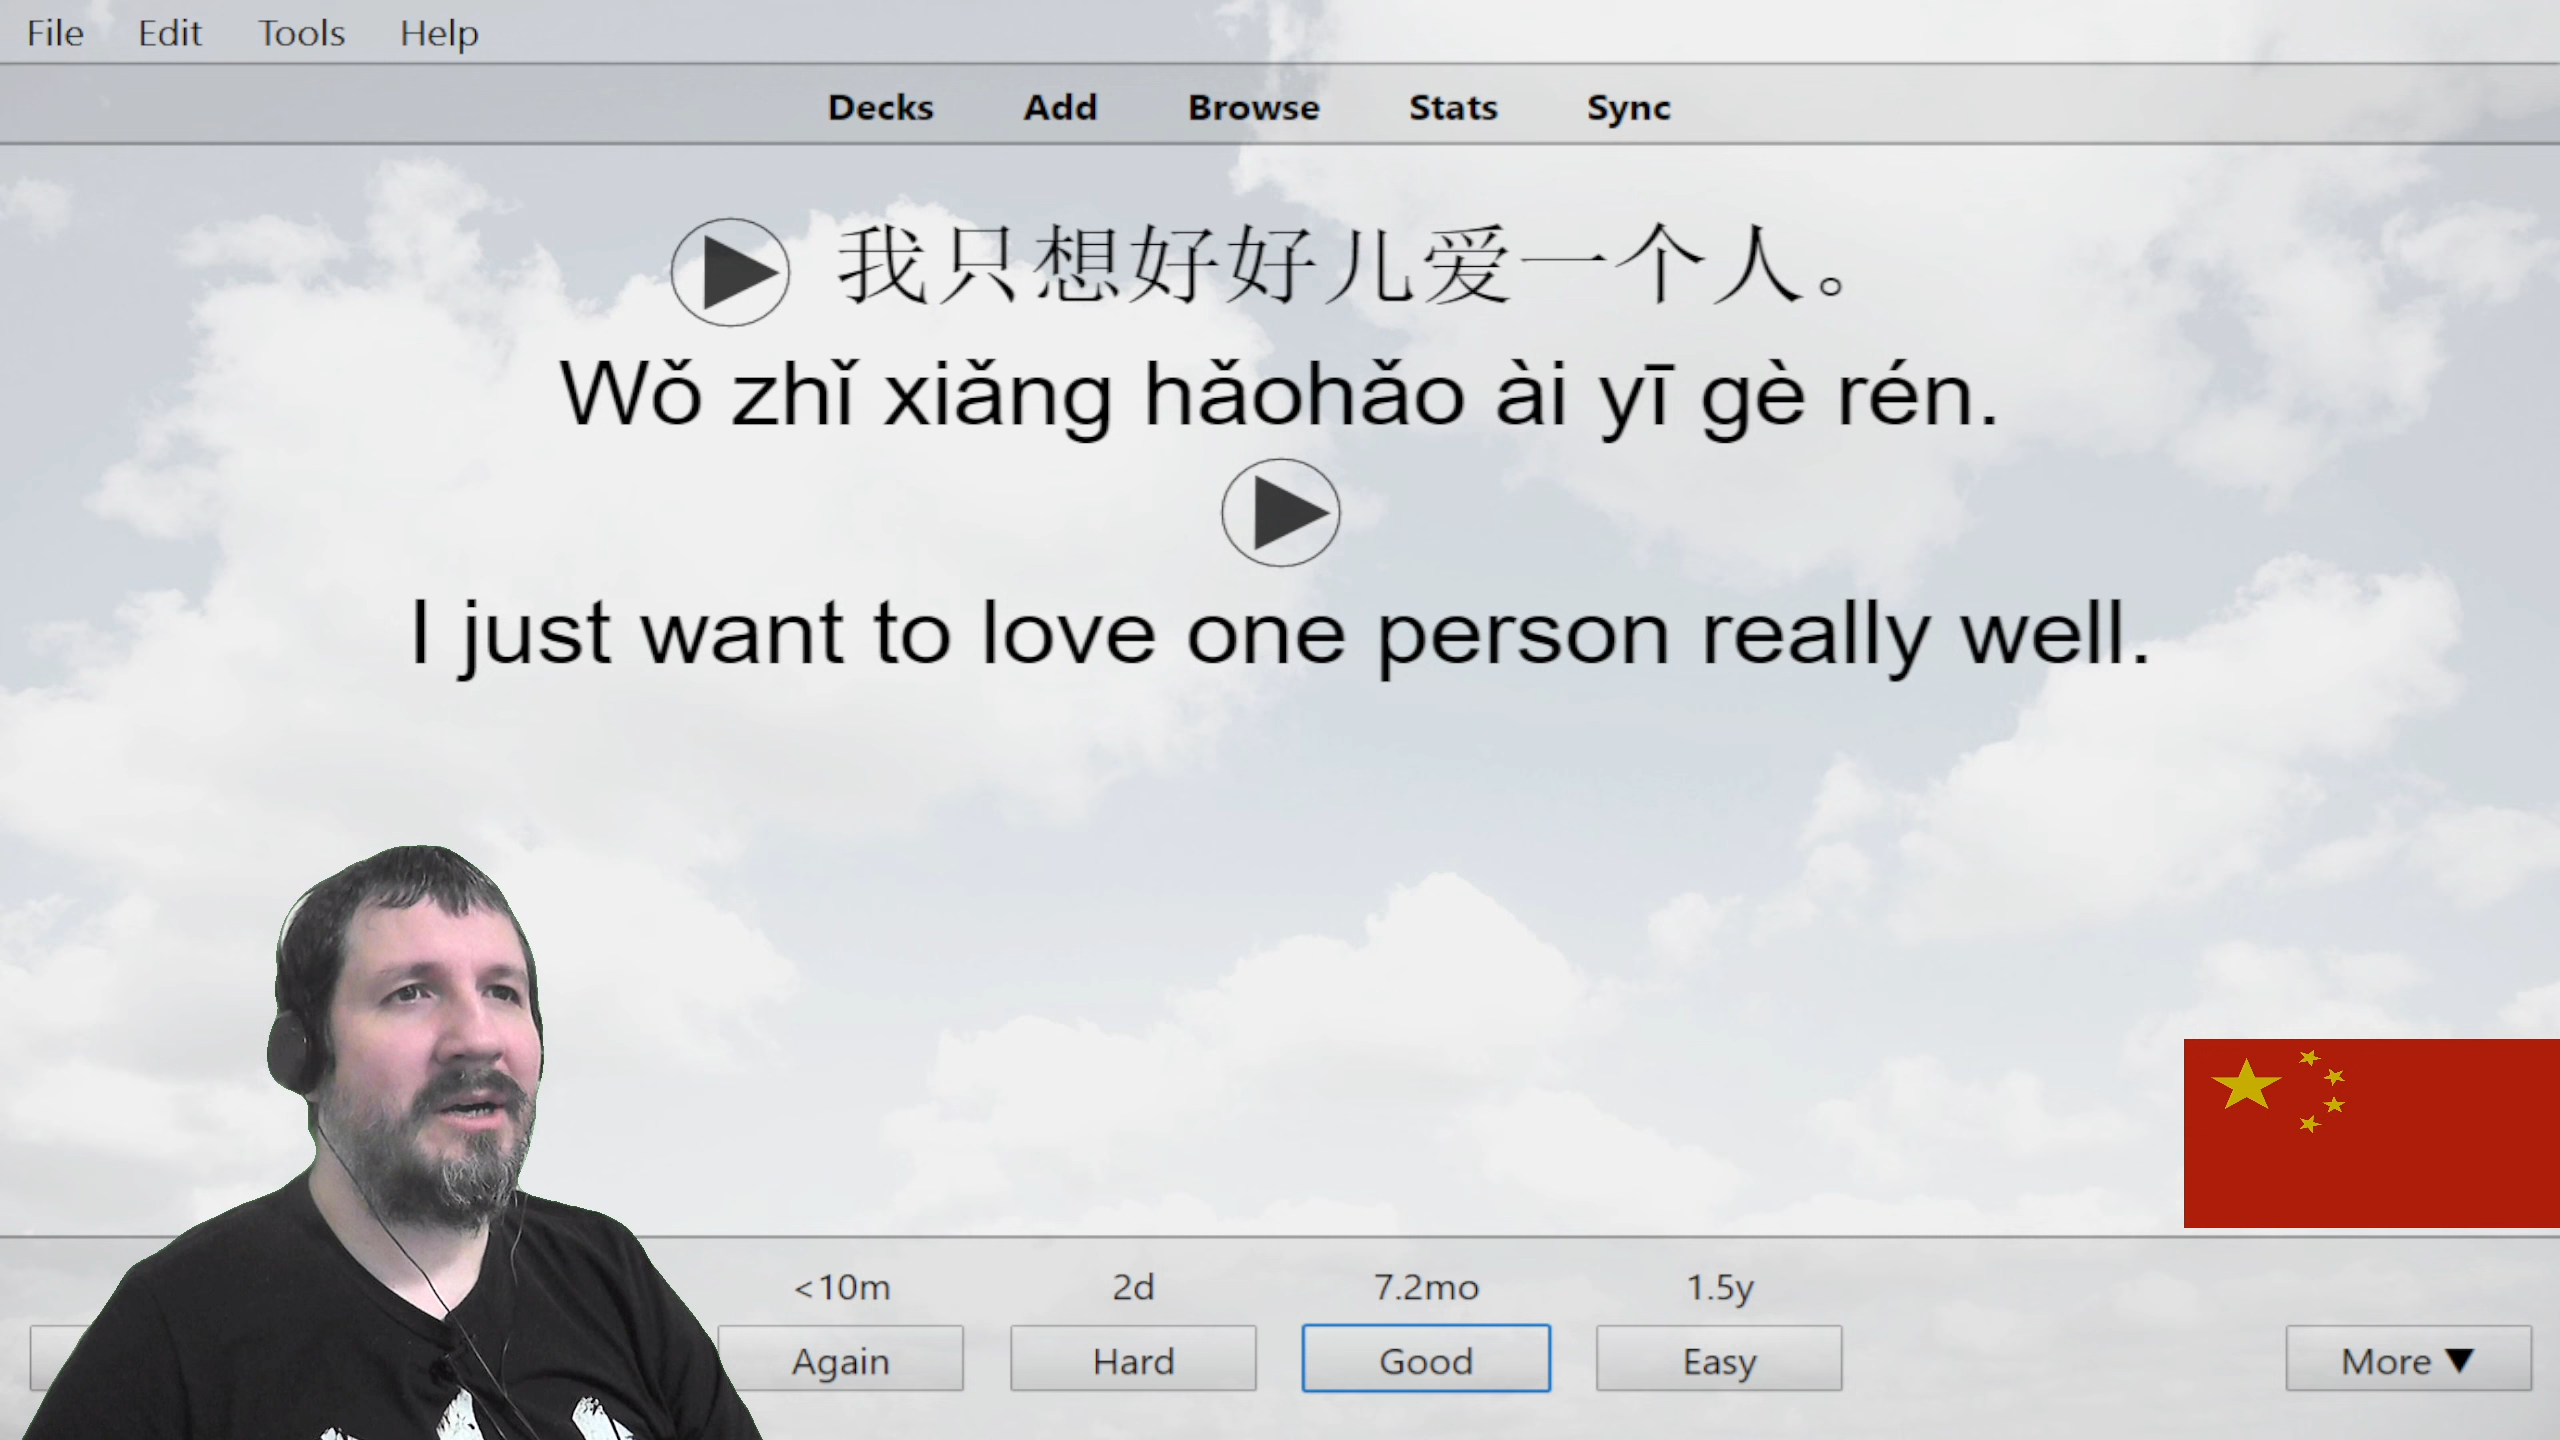 File Edit Tools Help
Decks Add Browse Stats Sync
我只想好好儿爱一个人。
Wǒ zhǐ xiǎng hǎohǎo ài yī gè rén.
I just want to love one person really well.
<10m 2d 7.2mo 1.5y
Again Hard Good Easy More ▼